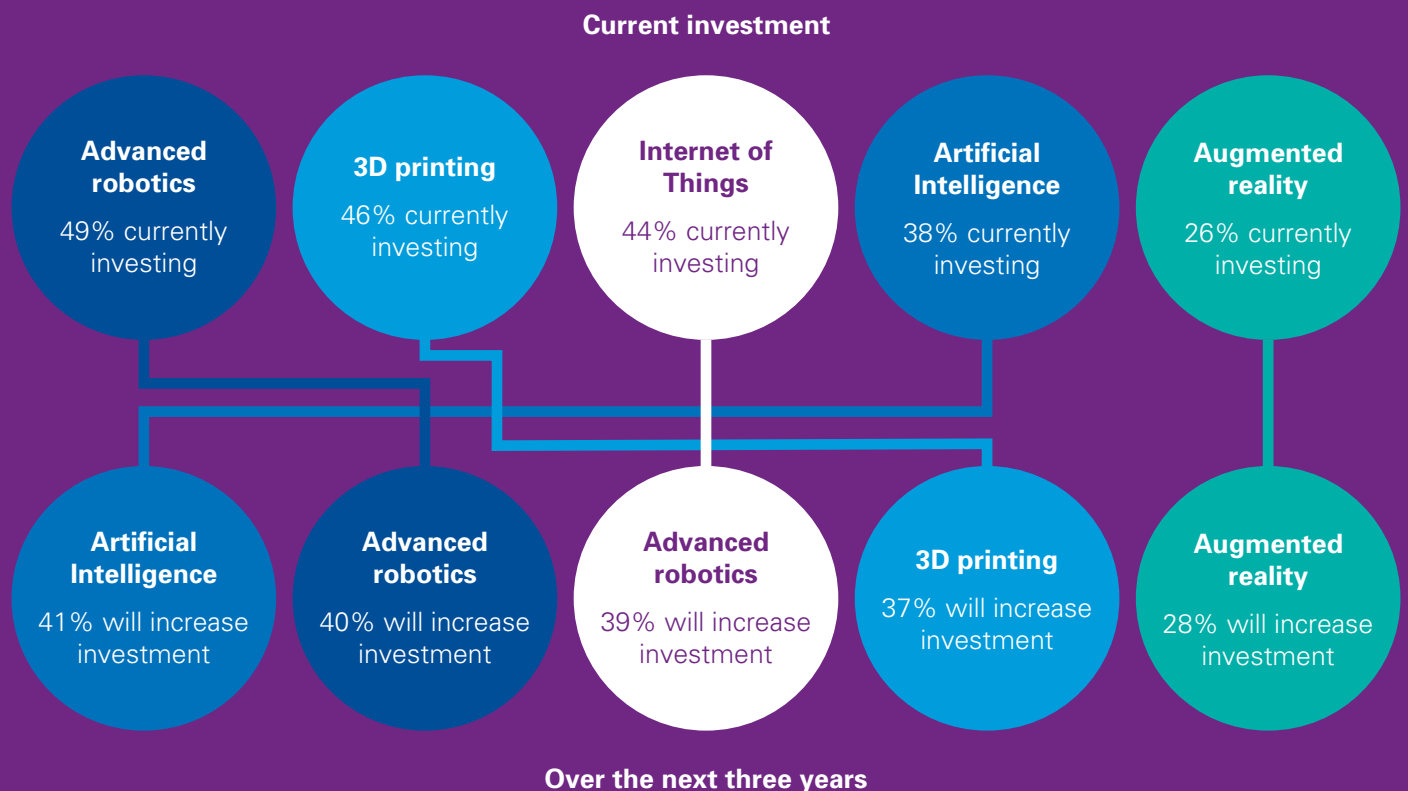 Current investment
Advanced
robotics
49% currently
investing
3D printing
46% currently
investing
Internet of
Things
44% currently
investing
Artificial
Intelligence
38% currently
investing
Augmented
reality
26% currently
investing
Artificial
Intelligence
41% will increase
investment
Advanced
robotics
40% will increase
investment
Advanced
robotics
39% will increase
investment
3D printing
37% will increase
investment
Augmented
reality
28% will increase
investment
Over the next three years